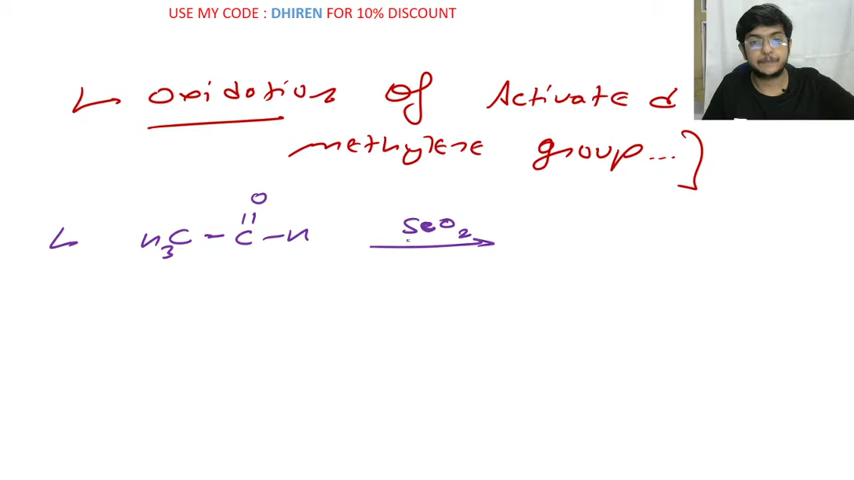 USE MY CODE : DHIREN FOR 10% DISCOUNT
↳ Oxidation of Activated
methylene group...]
O
||
↳ H₃C – C – H SeO₂ →